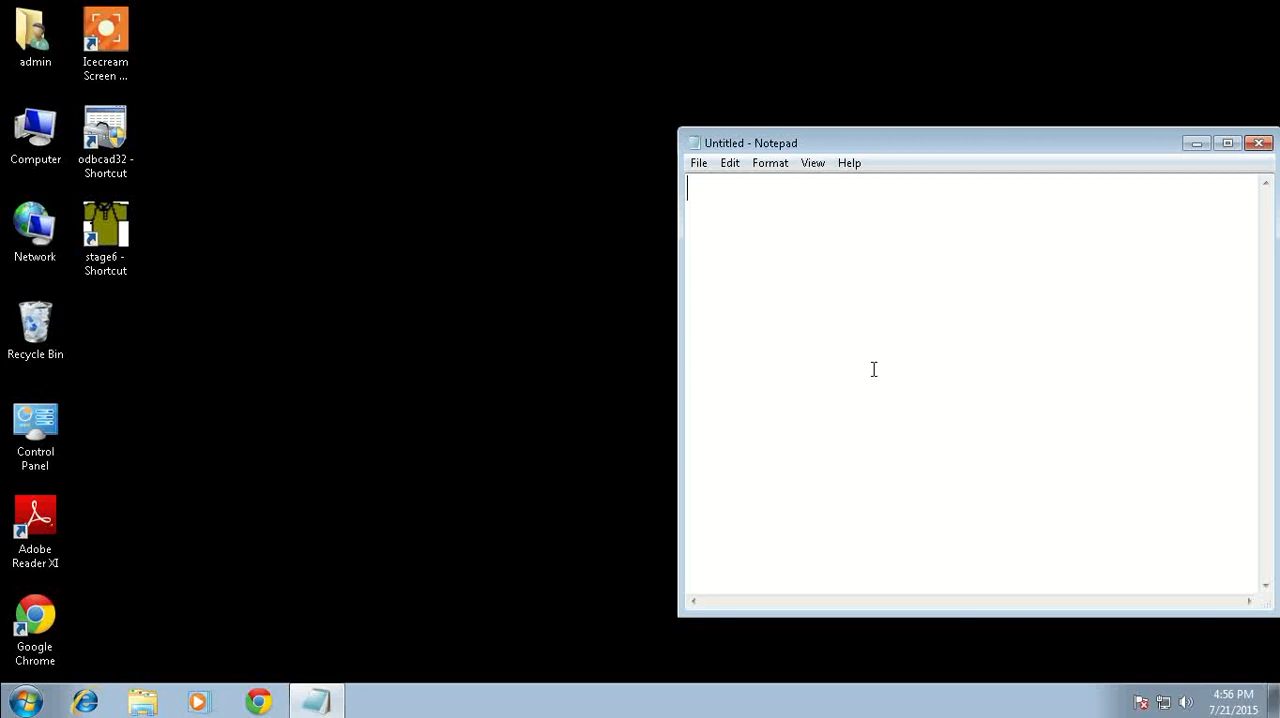 admin
Icecream
Screen ...
Computer
odbcad32 -
Shortcut
Network
stage6 -
Shortcut
Recycle Bin
Control
Panel
Adobe
Reader XI
Google
Chrome
Untitled - Notepad
File Edit Format View Help
4:56 PM
7/21/2015